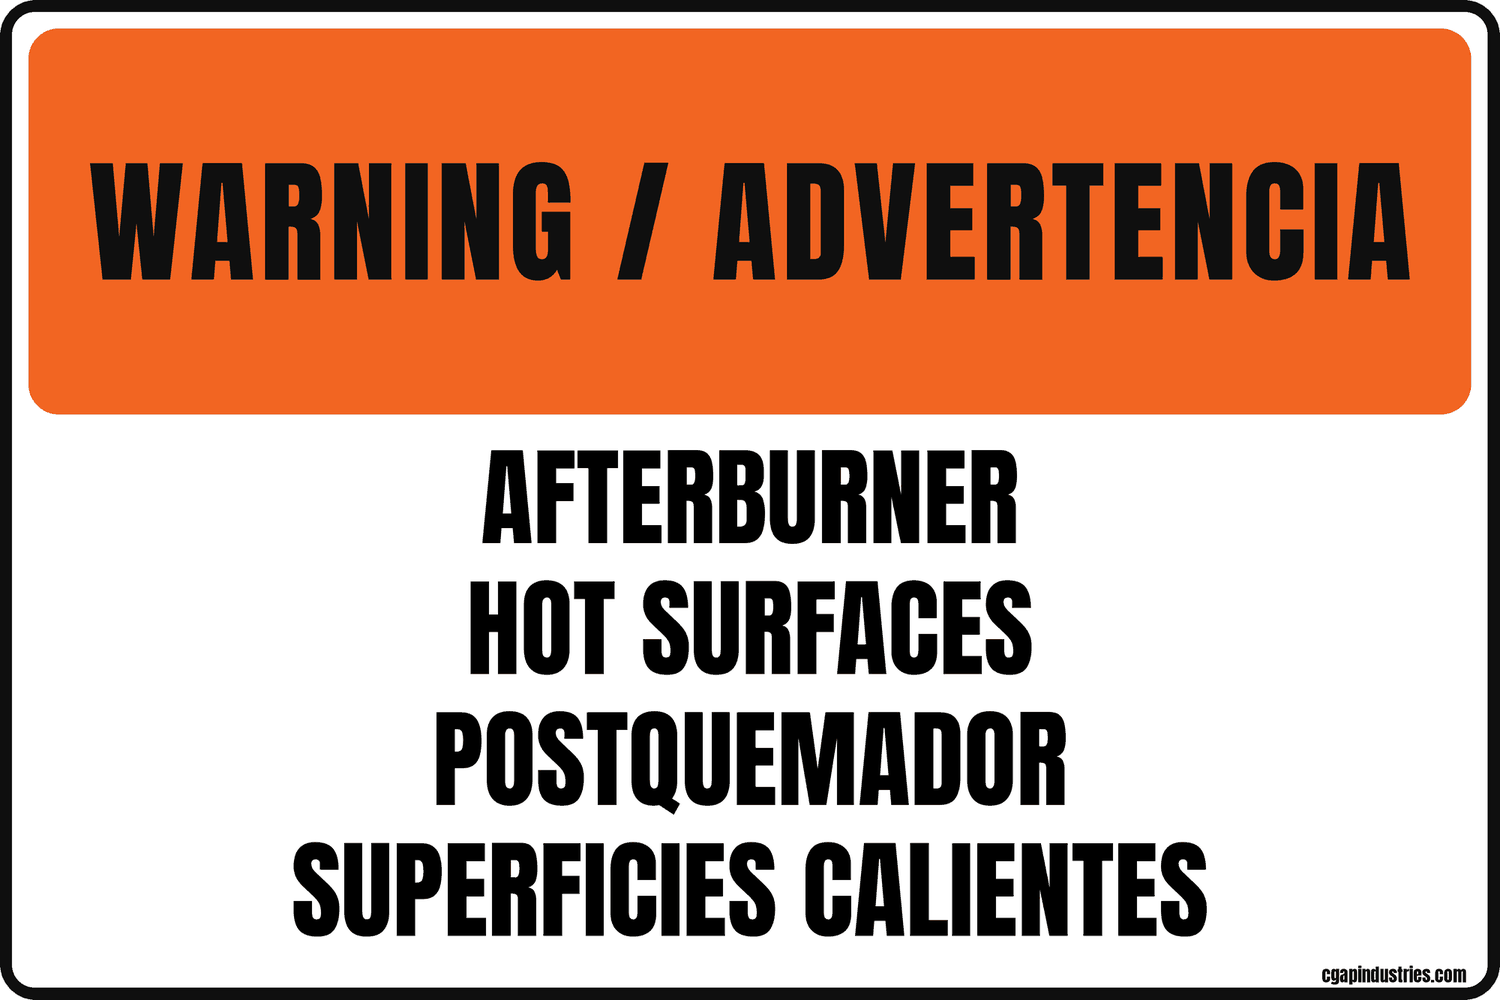 WARNING / ADVERTENCIA
AFTERBURNER
HOT SURFACES
POSTQUEMADOR
SUPERFICIES CALIENTES
cgapindustries.com